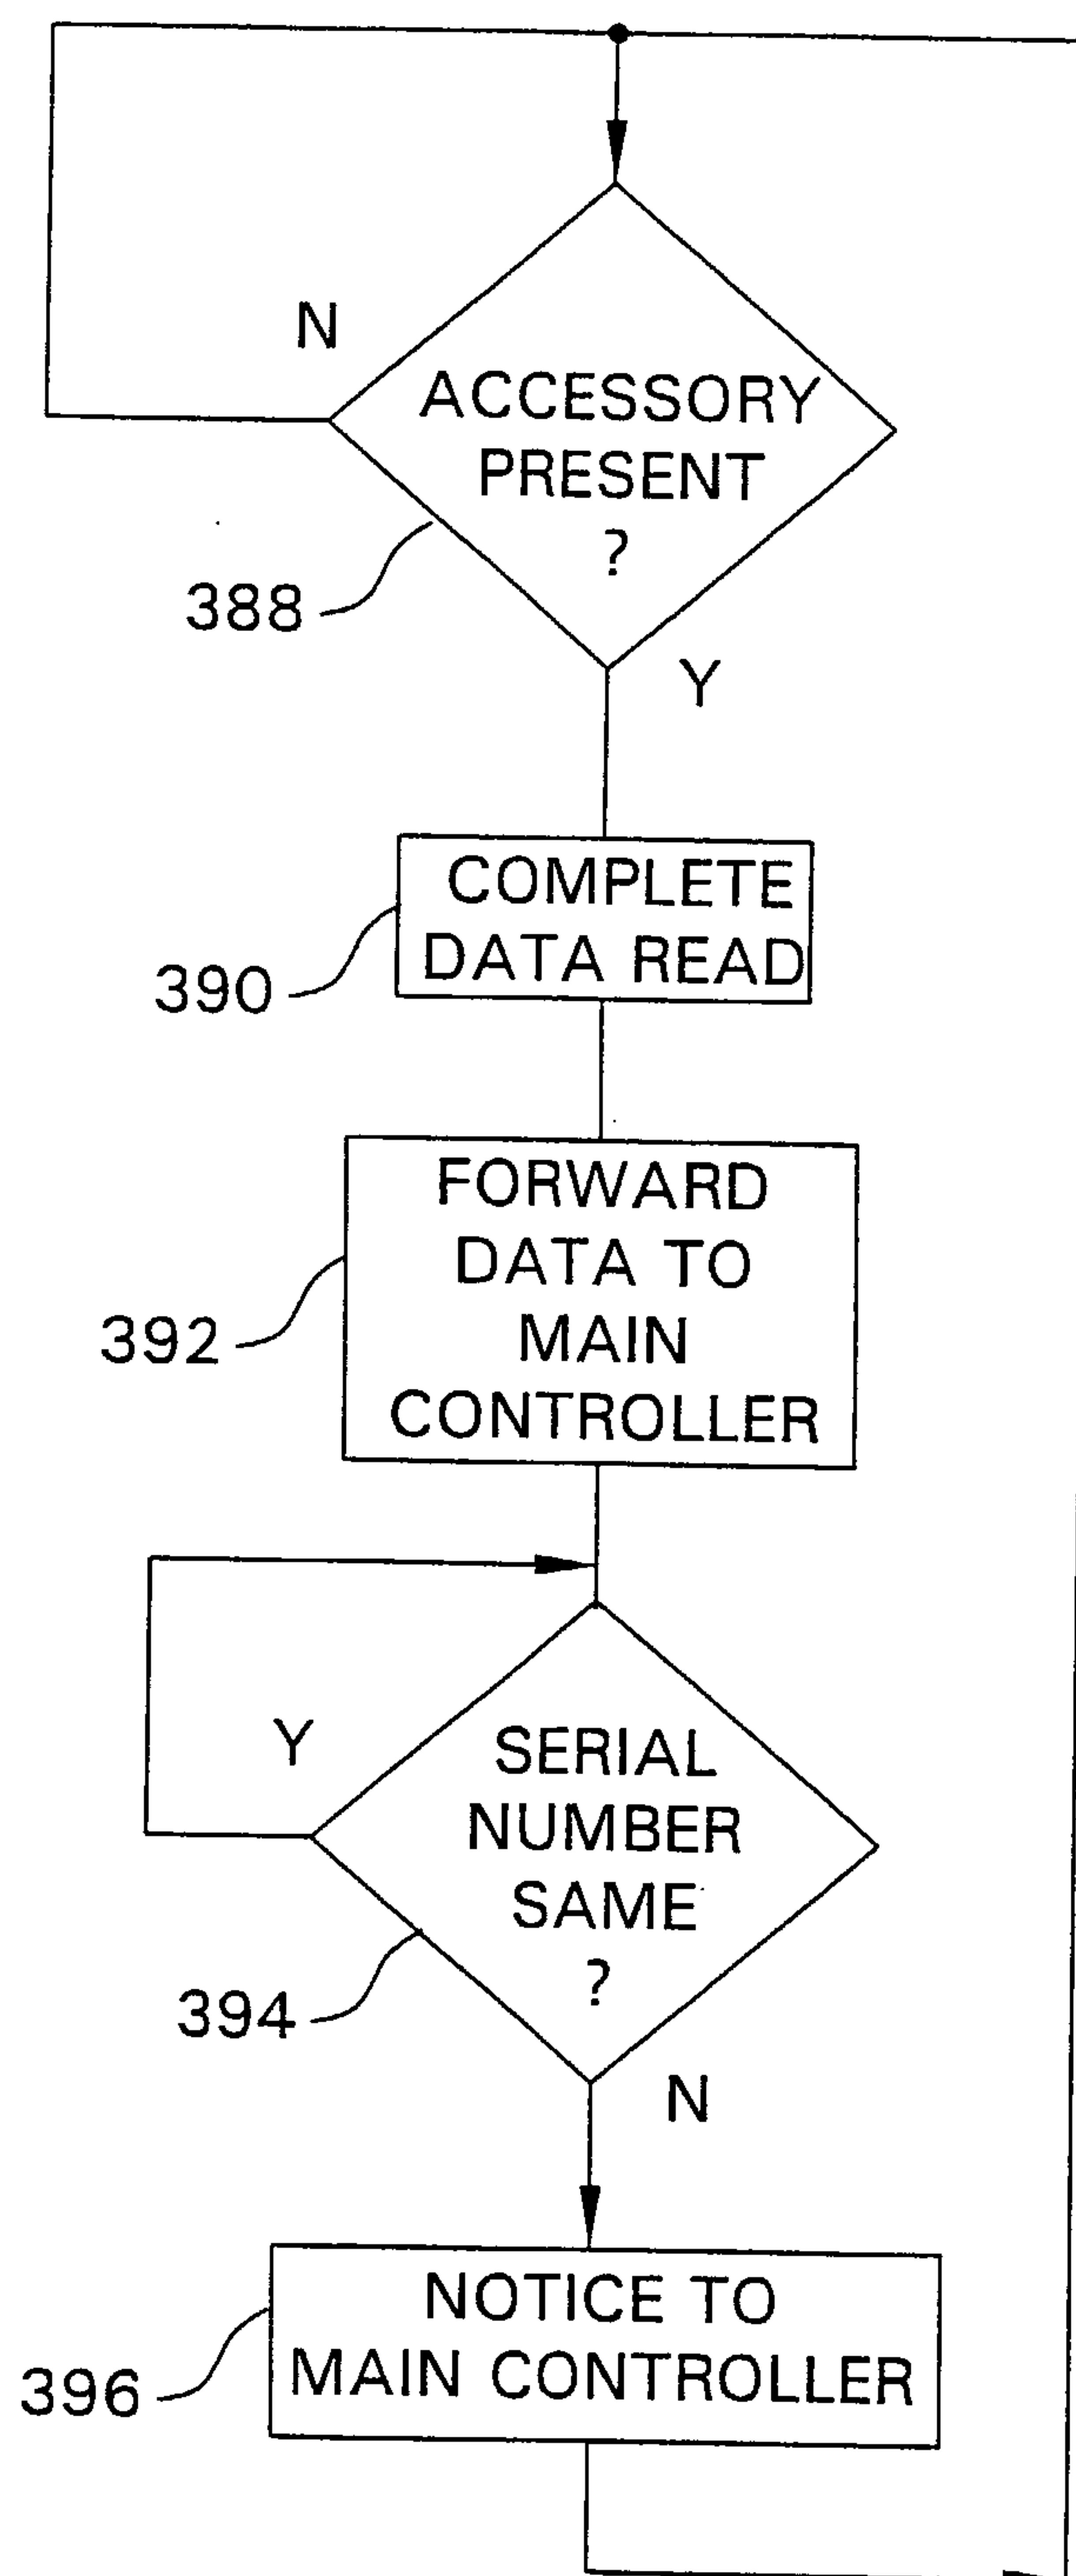 N
ACCESSORY
PRESENT
?
388
Y
COMPLETE
DATA READ
390
FORWARD
DATA TO
MAIN
CONTROLLER
392
Y
SERIAL
NUMBER
SAME
?
394
N
NOTICE TO
MAIN CONTROLLER
396